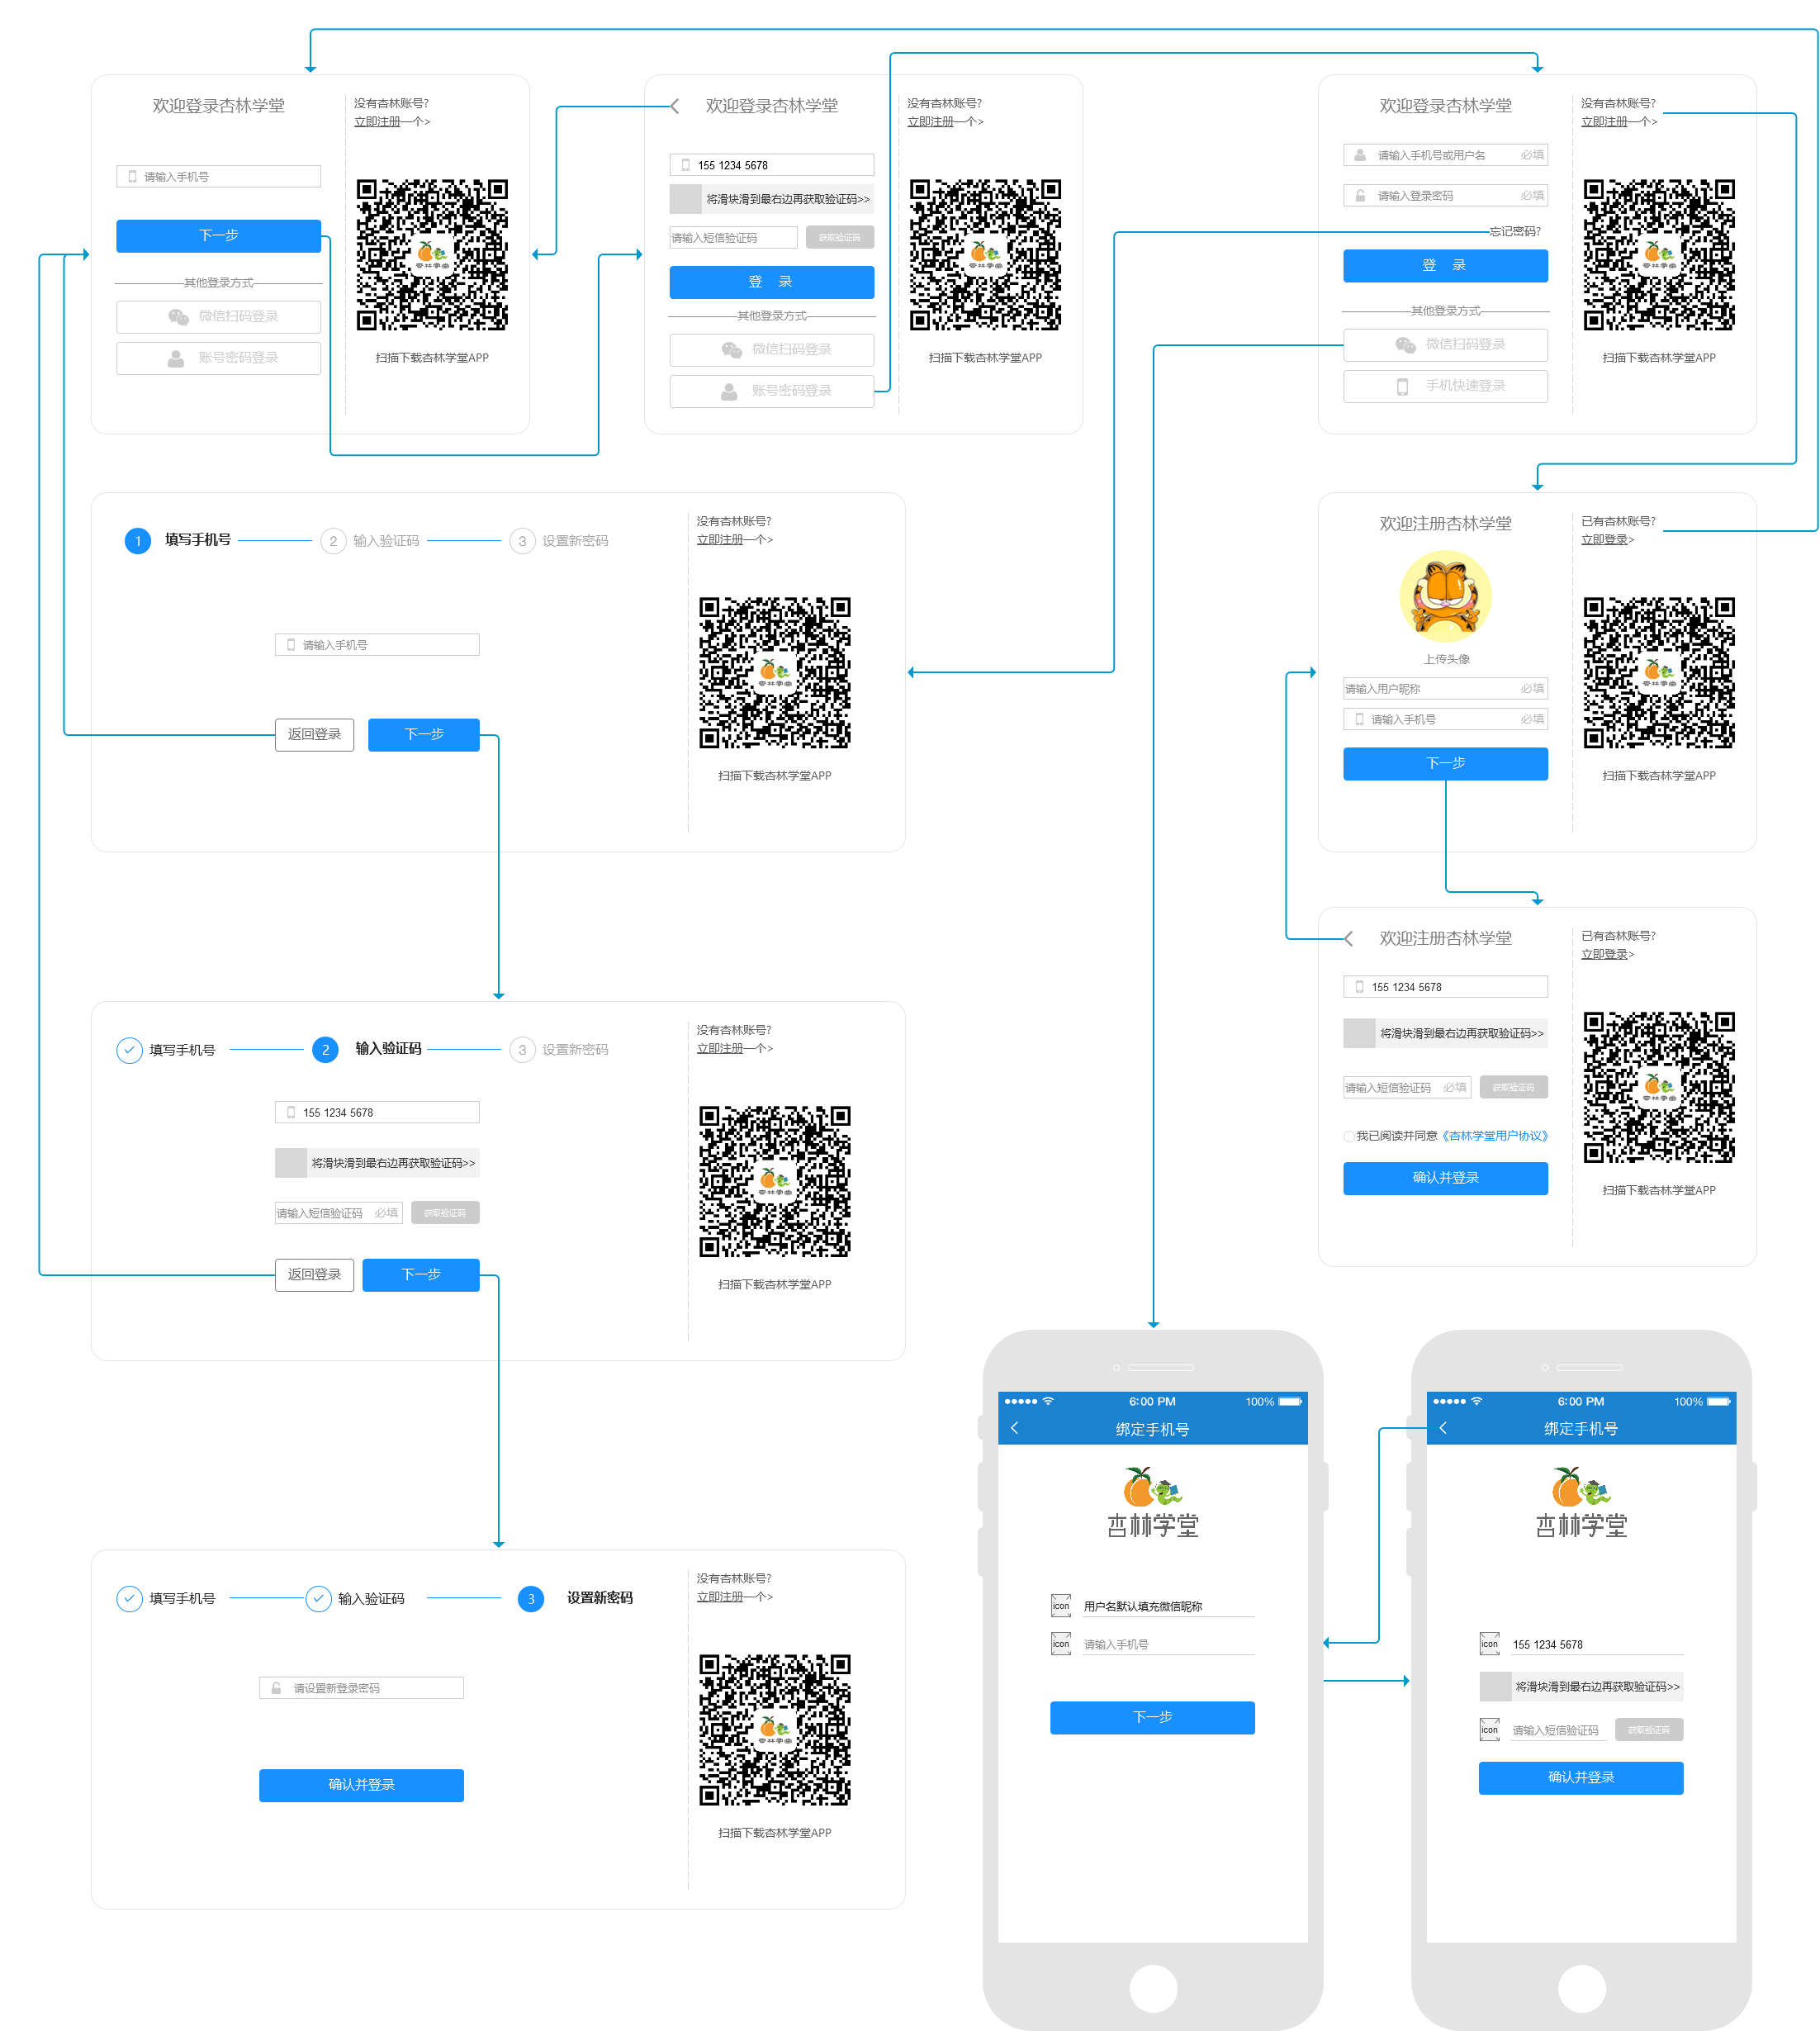 欢迎登录杏林学堂
请输入手机号
下一步
其他登录方式
微信扫码登录
账号密码登录
没有杏林账号?
立即注册一个>
杏林学堂
扫描下载杏林学堂APP
欢迎登录杏林学堂
155 1234 5678
将滑块滑到最右边再获取验证码>>
请输入短信验证码
获取验证码
登 录
其他登录方式
微信扫码登录
账号密码登录
没有杏林账号?
立即注册一个>
杏林学堂
扫描下载杏林学堂APP
欢迎登录杏林学堂
请输入手机号或用户名 必填
请输入登录密码 必填
忘记密码?
登 录
其他登录方式
微信扫码登录
手机快速登录
没有杏林账号?
立即注册一个>
杏林学堂
扫描下载杏林学堂APP
1 填写手机号 2 输入验证码 3 设置新密码
请输入手机号
返回登录 下一步
没有杏林账号?
立即注册一个>
杏林学堂
扫描下载杏林学堂APP
欢迎注册杏林学堂
上传头像
请输入用户昵称 必填
请输入手机号 必填
下一步
已有杏林账号?
立即登录>
杏林学堂
扫描下载杏林学堂APP
填写手机号 2 输入验证码 3 设置新密码
155 1234 5678
将滑块滑到最右边再获取验证码>>
请输入短信验证码 必填 获取验证码
返回登录 下一步
没有杏林账号?
立即注册一个>
杏林学堂
扫描下载杏林学堂APP
欢迎注册杏林学堂
155 1234 5678
将滑块滑到最右边再获取验证码>>
请输入短信验证码 必填 获取验证码
我已阅读并同意《杏林学堂用户协议》
确认并登录
已有杏林账号?
立即登录>
杏林学堂
扫描下载杏林学堂APP
填写手机号 输入验证码 3 设置新密码
请设置新登录密码
确认并登录
没有杏林账号?
立即注册一个>
杏林学堂
扫描下载杏林学堂APP
6:00 PM 100%
绑定手机号
杏林学堂
icon 用户名默认填充微信昵称
icon 请输入手机号
下一步
6:00 PM 100%
绑定手机号
杏林学堂
icon 155 1234 5678
将滑块滑到最右边再获取验证码>>
icon 请输入短信验证码 获取验证码
确认并登录